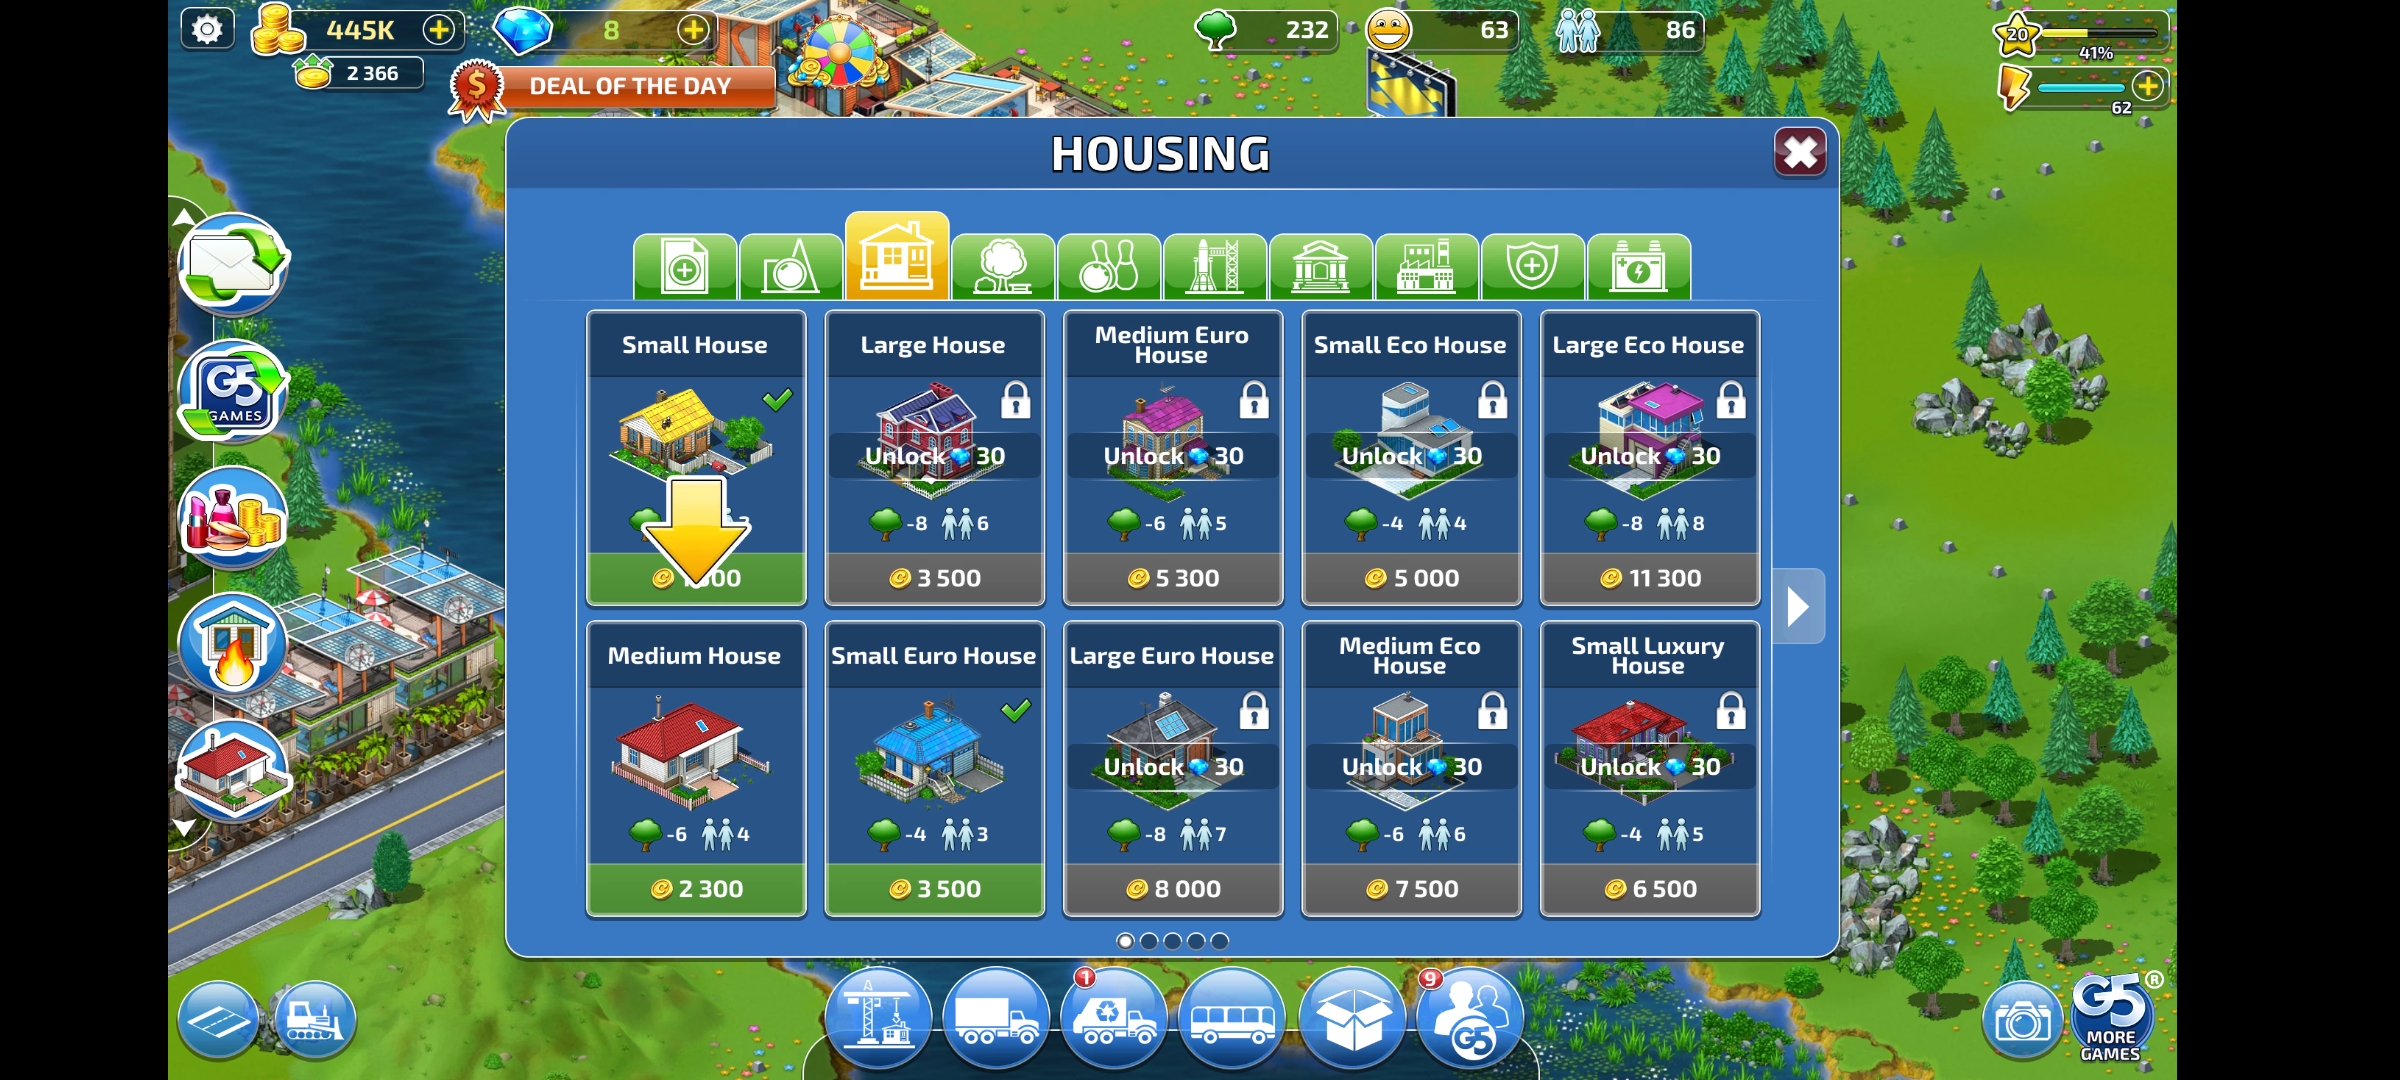 445K
8
232
63
86
20
41%
2 366
DEAL OF THE DAY
62
HOUSING
G5
GAMES
Small House
Large House
Medium Euro
House
Small Eco House
Large Eco House
Unlock 30
Unlock 30
Unlock 30
Unlock 30
-8 6
-6 5
-4 4
-8 8
3 500
5 300
5 000
11 300
Medium House
Small Euro House
Large Euro House
Medium Eco
House
Small Luxury
House
Unlock 30
Unlock 30
Unlock 30
-6 4
-4 3
-8 7
-6 6
-4 5
2 300
3 500
8 000
7 500
6 500
1
9
G5
G5®
MORE
GAMES